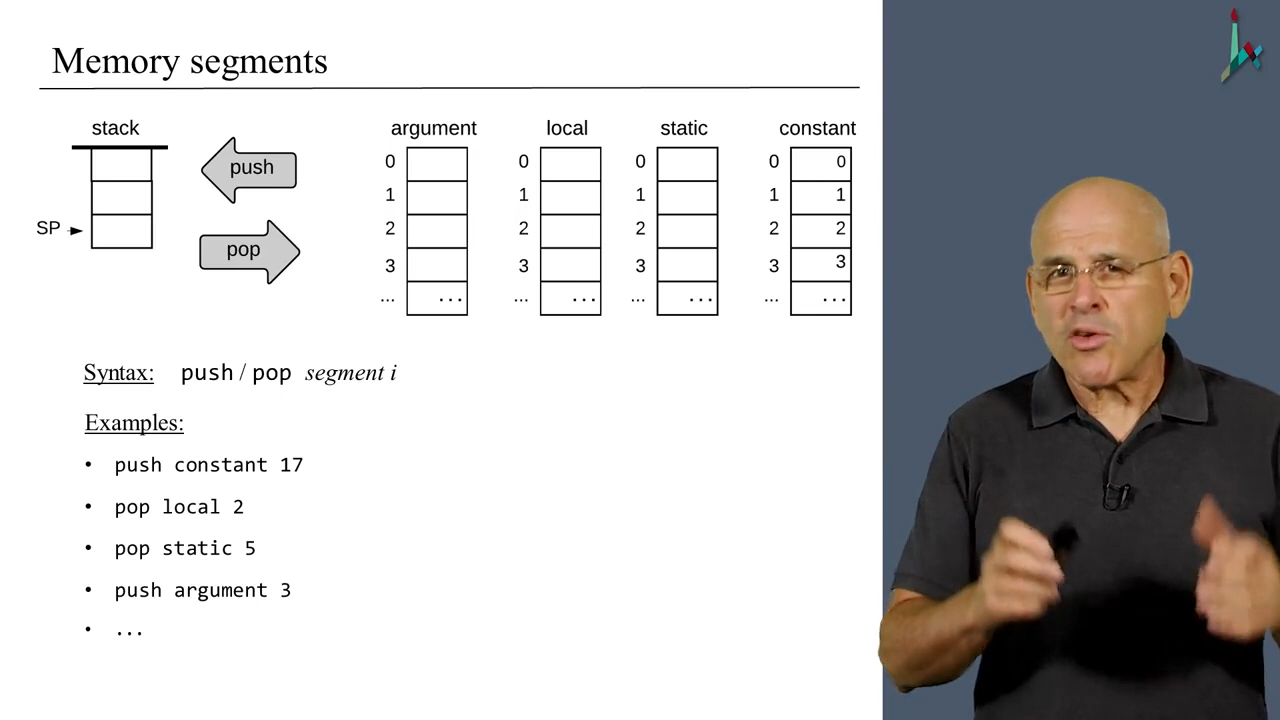 Memory segments
stack
push
pop
SP
argument
0
1
2
3
...
...
local
0
1
2
3
...
...
static
0
1
2
3
...
...
constant
0 0
1 1
2 2
3 3
... ...
Syntax: push / pop segment i
Examples:
• push constant 17
• pop local 2
• pop static 5
• push argument 3
• ...